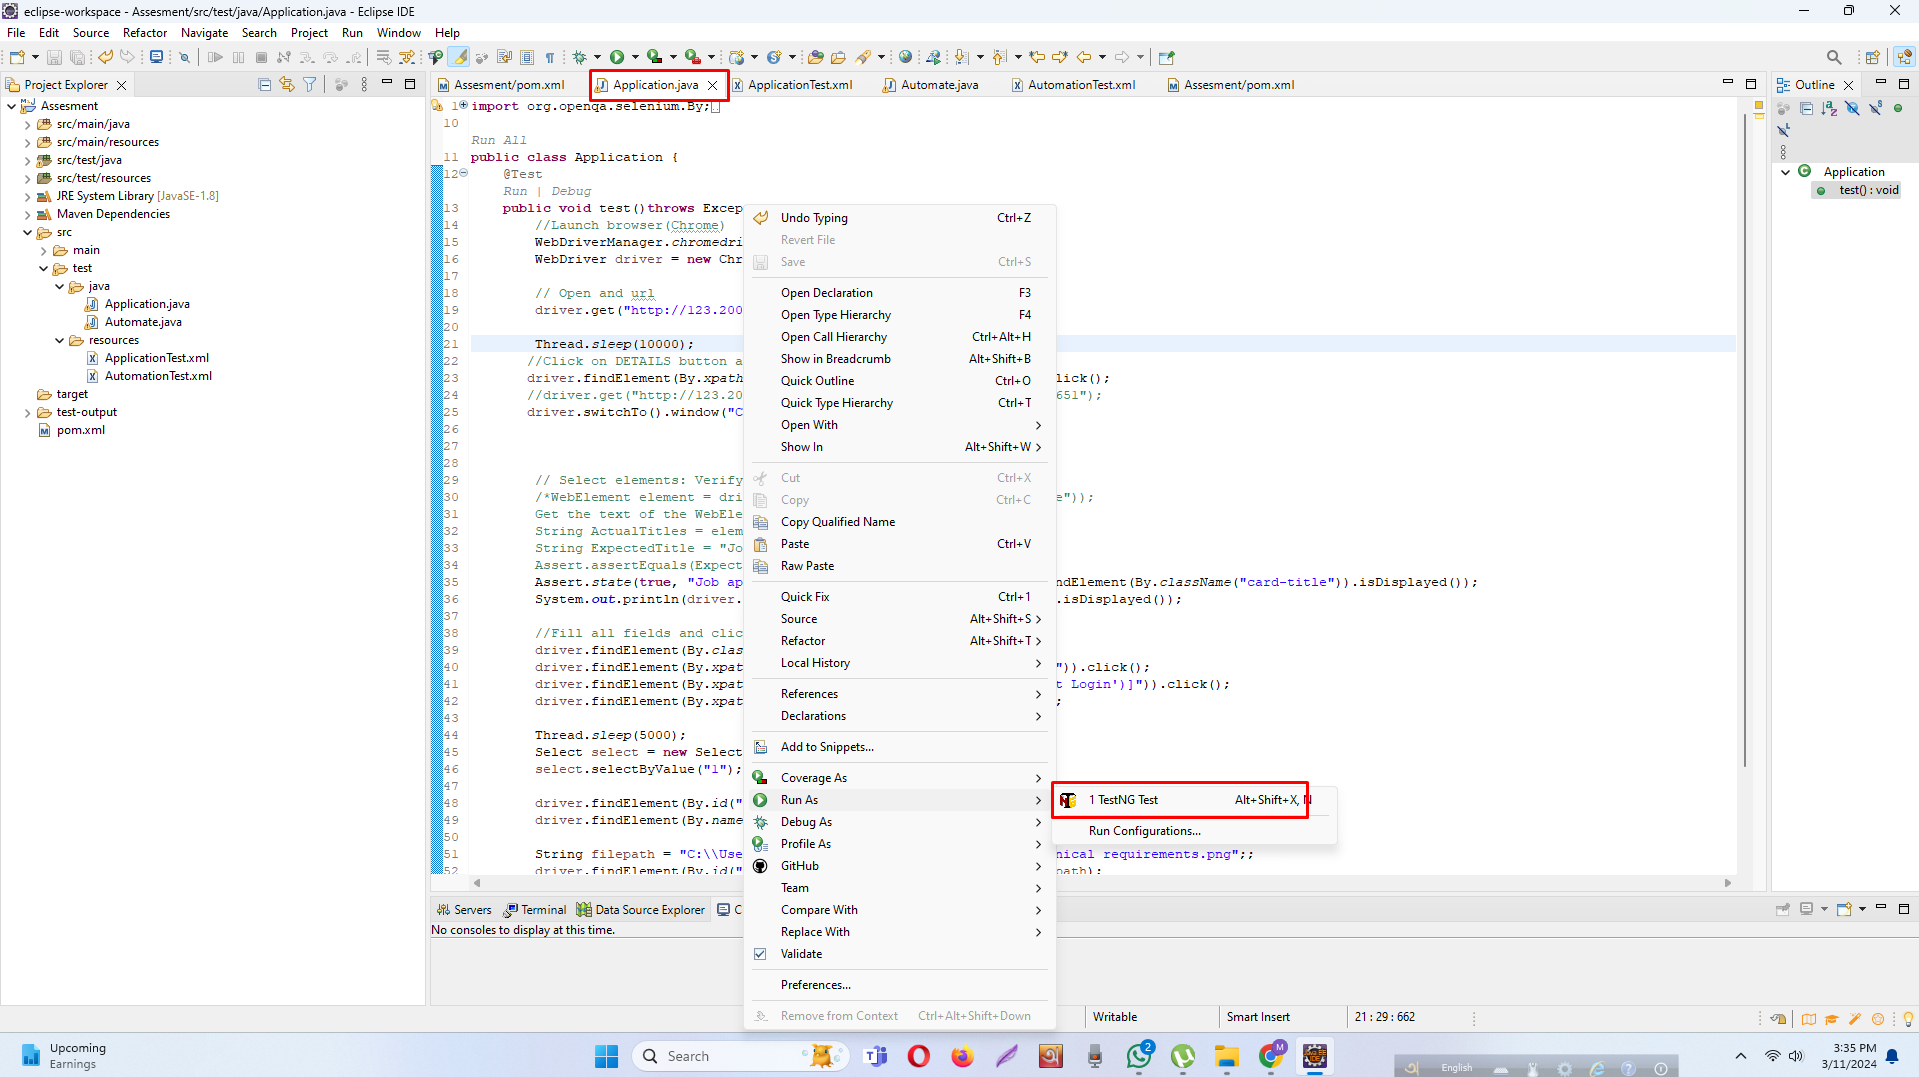 eclipse-workspace - Assesment/src/test/java/Application.java - Eclipse IDE
File Edit Source Refactor Navigate Search Project Run Window Help
Project Explorer
Assesment/pom.xml Application.java ApplicationTest.xml Automate.java AutomationTest.xml Assesment/pom.xml
Outline
Assesment
src/main/java
src/main/resources
src/test/java
src/test/resources
JRE System Library [JavaSE-1.8]
Maven Dependencies
src
main
test
java
Application.java
Automate.java
resources
ApplicationTest.xml
AutomationTest.xml
target
test-output
pom.xml
1 import org.openqa.selenium.By;
10
Run All
11 public class Application {
12 @Test
Run | Debug
13 public void test()throws Excep
14 //Launch browser(Chrome)
15 WebDriverManager.chromedri
16 WebDriver driver = new Chr
17
18 // Open and url
19 driver.get("http://123.200
20
21 Thread.sleep(10000);
22 //Click on DETAILS button a
23 driver.findElement(By.xpath lick();
24 //driver.get("http://123.20 651");
25 driver.switchTo().window("C
26
27
28
29 // Select elements: Verify
30 /*WebElement element = dri e"));
31 Get the text of the WebEle
32 String ActualTitles = elem
33 String ExpectedTitle = "Jo
34 Assert.assertEquals(Expect
35 Assert.state(true, "Job ap ndElement(By.className("card-title")).isDisplayed());
36 System.out.println(driver. .isDisplayed());
37
38 //Fill all fields and clic
39 driver.findElement(By.clas
40 driver.findElement(By.xpat ")).click();
41 driver.findElement(By.xpat t Login')]")).click();
42 driver.findElement(By.xpat ;
43
44 Thread.sleep(5000);
45 Select select = new Select
46 select.selectByValue("1");
47
48 driver.findElement(By.id("
49 driver.findElement(By.name
50
51 String filepath = "C:\\Use nical requirements.png";;
52 driver.findElement(By.id(" path);
Undo Typing Ctrl+Z
Revert File
Save Ctrl+S
Open Declaration F3
Open Type Hierarchy F4
Open Call Hierarchy Ctrl+Alt+H
Show in Breadcrumb Alt+Shift+B
Quick Outline Ctrl+O
Quick Type Hierarchy Ctrl+T
Open With
Show In Alt+Shift+W
Cut Ctrl+X
Copy Ctrl+C
Copy Qualified Name
Paste Ctrl+V
Raw Paste
Quick Fix Ctrl+1
Source Alt+Shift+S
Refactor Alt+Shift+T
Local History
References
Declarations
Add to Snippets...
Coverage As
Run As
Debug As
Profile As
GitHub
Team
Compare With
Replace With
Validate
Preferences...
Remove from Context Ctrl+Alt+Shift+Down
1 TestNG Test Alt+Shift+X, N
Run Configurations...
Application
test() : void
Servers Terminal Data Source Explorer C
No consoles to display at this time.
Writable Smart Insert 21 : 29 : 662
Upcoming
Earnings
Search
2
M
English
3:35 PM
3/11/2024